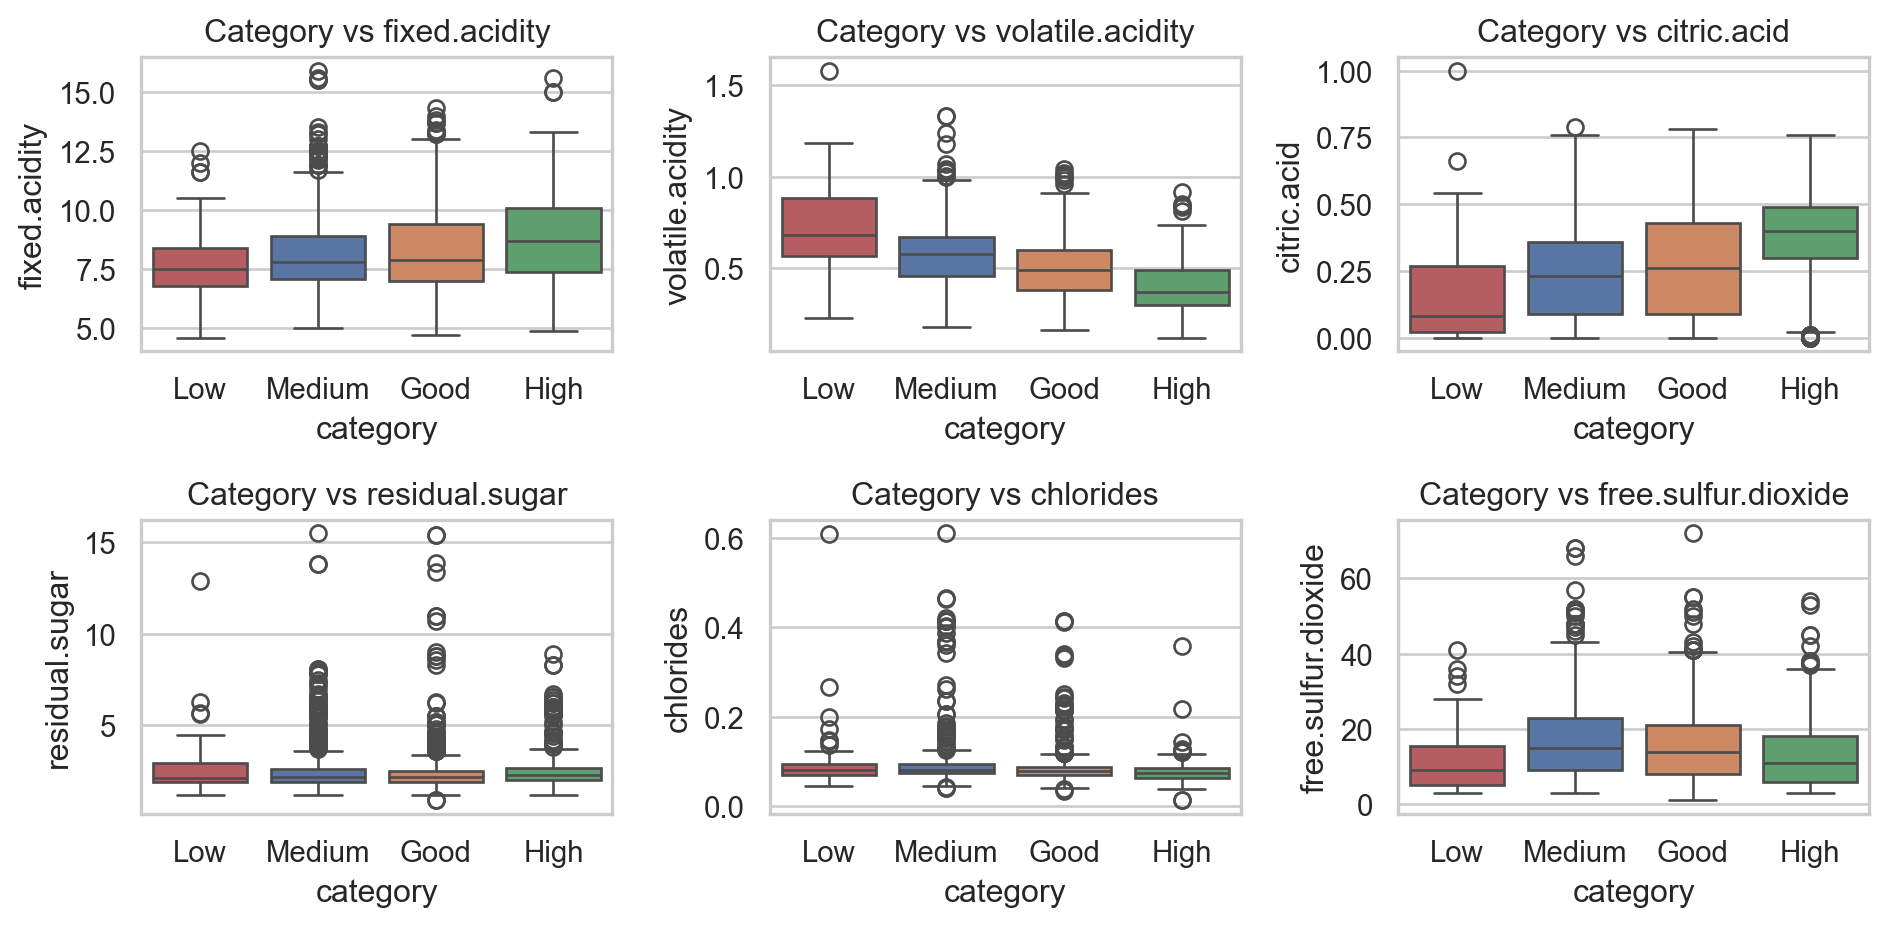 Category vs fixed.acidity
fixed.acidity
15.0
12.5
10.0
7.5
5.0
Low Medium Good High
category
Category vs volatile.acidity
volatile.acidity
1.5
1.0
0.5
Low Medium Good High
category
Category vs citric.acid
citric.acid
1.00
0.75
0.50
0.25
0.00
Low Medium Good High
category
Category vs residual.sugar
residual.sugar
15
10
5
Low Medium Good High
category
Category vs chlorides
chlorides
0.6
0.4
0.2
0.0
Low Medium Good High
category
Category vs free.sulfur.dioxide
free.sulfur.dioxide
60
40
20
0
Low Medium Good High
category